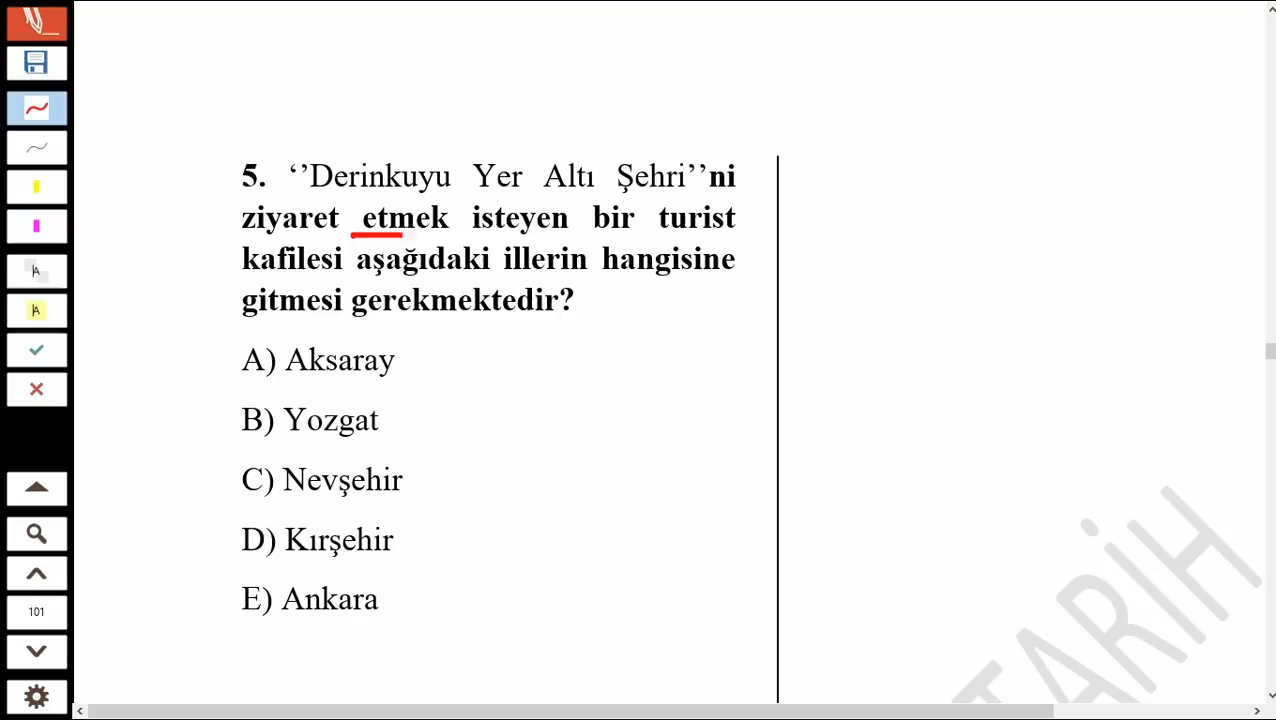 5. ‘’Derinkuyu Yer Altı Şehri’’ni
ziyaret etmek isteyen bir turist
kafilesi aşağıdaki illerin hangisine
gitmesi gerekmektedir?
A) Aksaray
B) Yozgat
C) Nevşehir
D) Kırşehir
E) Ankara
A
A
101
TARİH